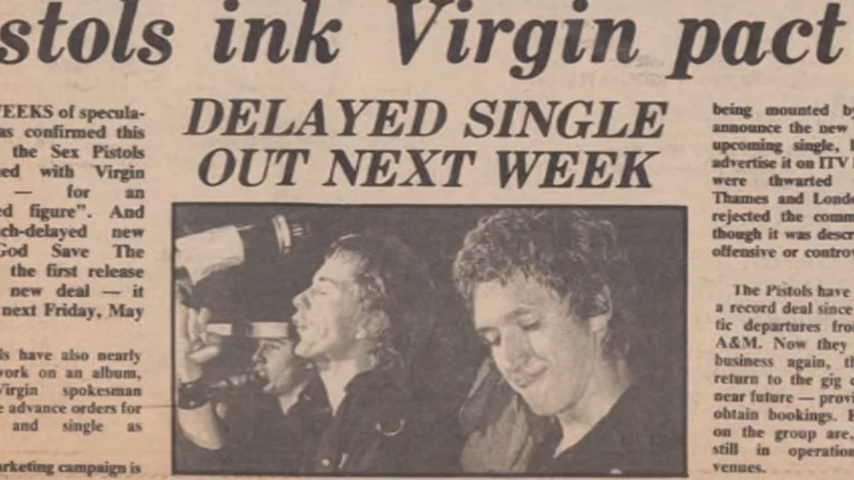 stols ink Virgin pact
DELAYED SINGLE
OUT NEXT WEEK
WEEKS of specula-
as confirmed this
the Sex Pistols
ed with Virgin
— for an
ed figure”. And
ch-delayed new
God Save The
the first release
new deal — it
next Friday, May
ls have also nearly
work on an album,
Virgin spokesman
e advance orders for
and single as
arketing campaign is
being mounted by
announce the new
upcoming single,
advertise it on ITV
were thwarted
Thames and Londo
rejected the comm
though it was descr
offensive or controv
The Pistols have
a record deal since
tic departures fro
A&M. Now they
business again, th
return to the gig c
near future — provi
obtain bookings.
on the group are,
still in operatio
venues.